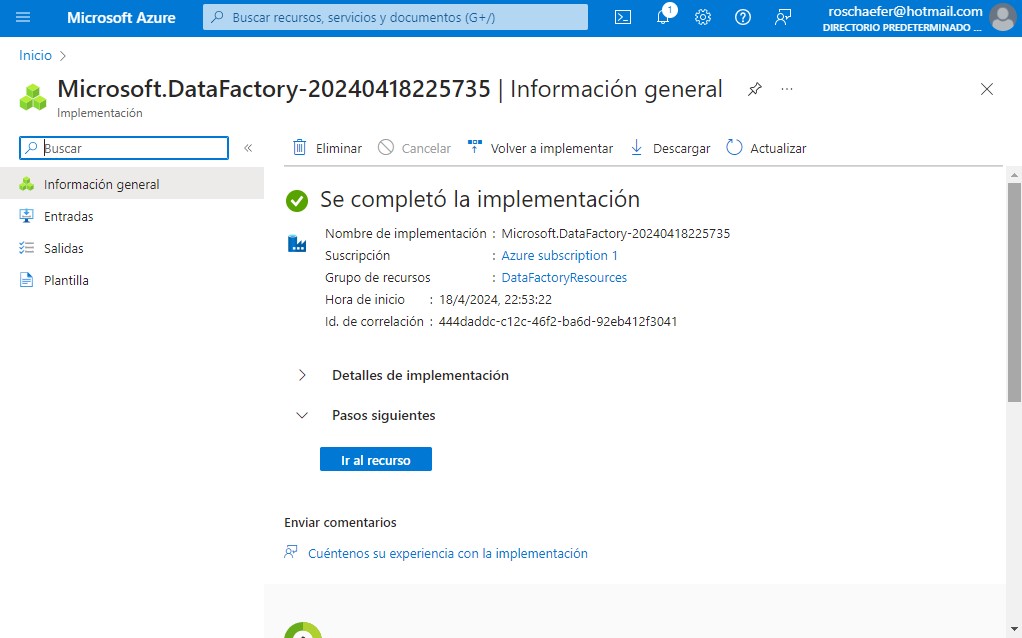 Microsoft Azure
Buscar recursos, servicios y documentos (G+/)
1
roschaefer@hotmail.com
DIRECTORIO PREDETERMINADO ...
Inicio
Microsoft.DataFactory-20240418225735 | Información general
Implementación
Buscar
Eliminar
Cancelar
Volver a implementar
Descargar
Actualizar
Información general
Entradas
Salidas
Plantilla
Se completó la implementación
Nombre de implementación : Microsoft.DataFactory-20240418225735
Suscripción : Azure subscription 1
Grupo de recursos : DataFactoryResources
Hora de inicio : 18/4/2024, 22:53:22
Id. de correlación : 444daddc-c12c-46f2-ba6d-92eb412f3041
Detalles de implementación
Pasos siguientes
Ir al recurso
Enviar comentarios
Cuéntenos su experiencia con la implementación